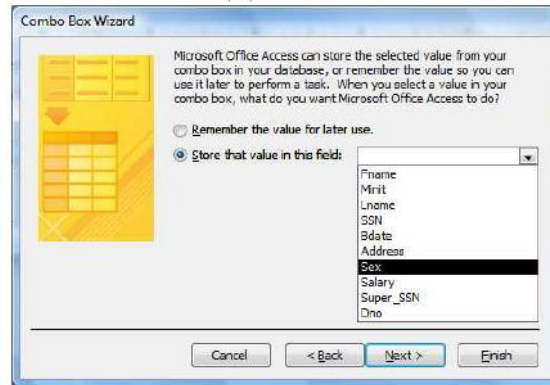 Combo Box Wizard
Microsoft Office Access can store the selected value from your
combo box in your database, or remember the value so you can
use it later to perform a task. When you select a value in your
combo box, what do you want Microsoft Office Access to do?
Remember the value for later use.
Store that value in this field:
Fname
Minit
Lname
SSN
Bdate
Address
Sex
Salary
Super_SSN
Dno
Cancel
< Back
Next >
Finish